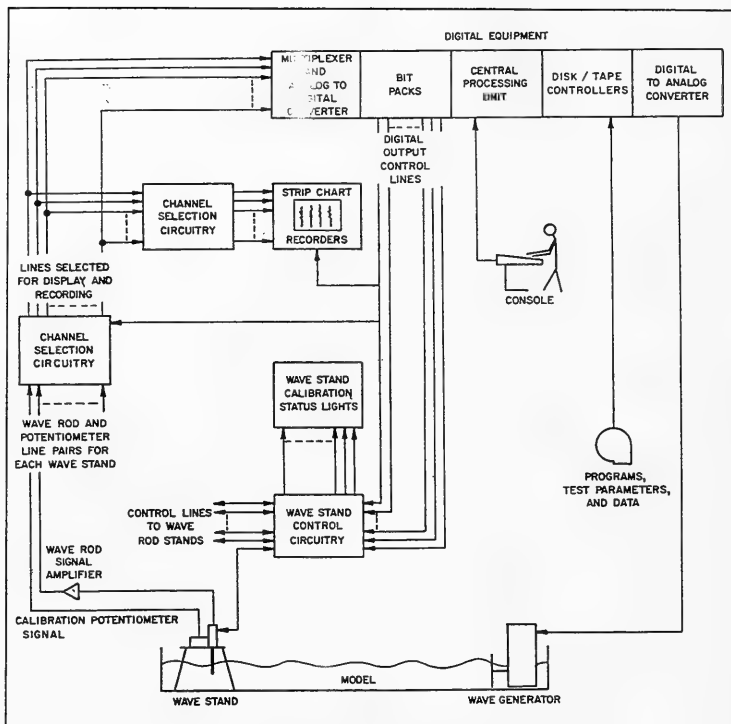 DIGITAL EQUIPMENT
MULTIPLEXER
AND
ANALOG TO
DIGITAL
CONVERTER
BIT
PACKS
CENTRAL
PROCESSING
UNIT
DISK / TAPE
CONTROLLERS
DIGITAL
TO ANALOG
CONVERTER
DIGITAL
OUTPUT
CONTROL
LINES
CHANNEL
SELECTION
CIRCUITRY
STRIP CHART
RECORDERS
CONSOLE
LINES SELECTED
FOR DISPLAY AND
RECORDING
CHANNEL
SELECTION
CIRCUITRY
WAVE STAND
CALIBRATION
STATUS LIGHTS
WAVE ROD AND
POTENTIOMETER
LINE PAIRS FOR
EACH WAVE STAND
PROGRAMS,
TEST PARAMETERS,
AND DATA
CONTROL LINES
TO WAVE
ROD STANDS
WAVE STAND
CONTROL
CIRCUITRY
WAVE ROD
SIGNAL
AMPLIFIER
CALIBRATION POTENTIOMETER
SIGNAL
MODEL
WAVE STAND
WAVE GENERATOR